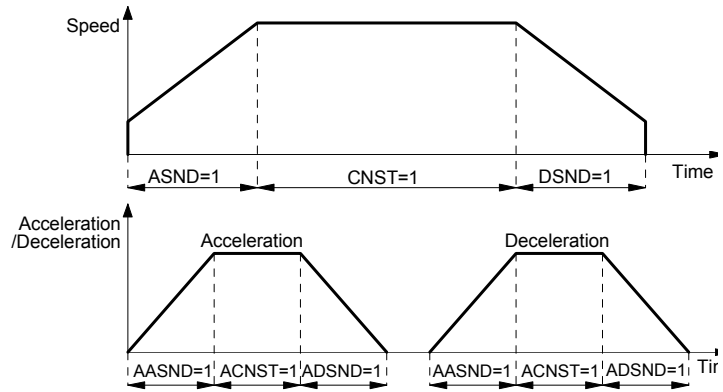 Speed
Time
ASND=1
CNST=1
DSND=1
Acceleration
/Deceleration
Acceleration
Deceleration
AASND=1
ACNST=1
ADSND=1
AASND=1
ACNST=1
ADSND=1